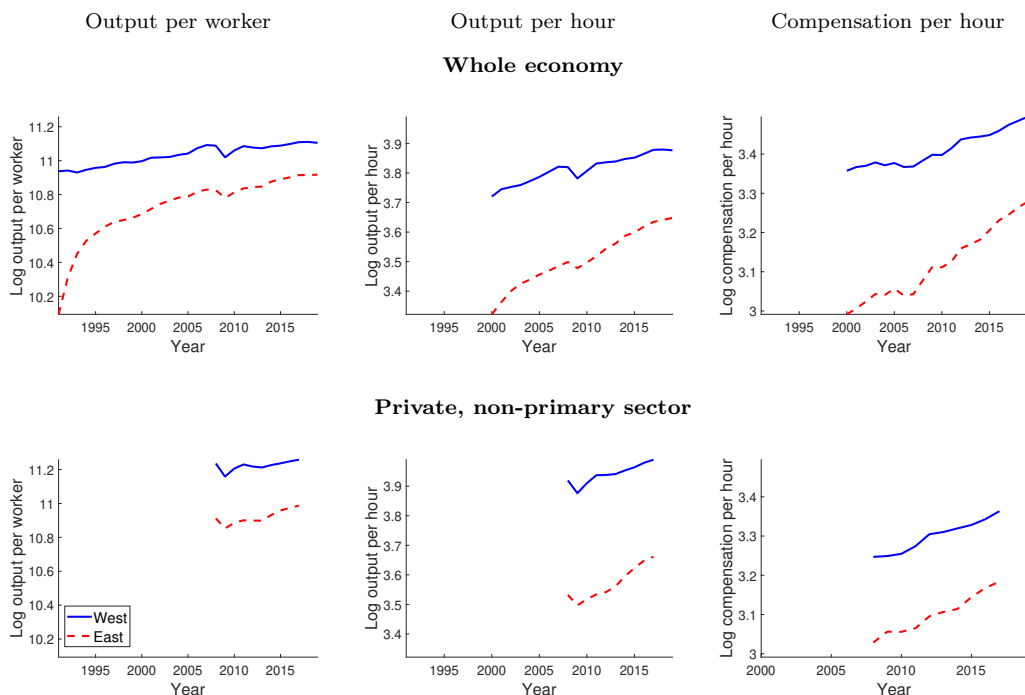 Output per worker
Output per hour
Compensation per hour
Whole economy
Log output per worker
11.2
11
10.8
10.6
10.4
10.2
1995 2000 2005 2010 2015
Year
Log output per hour
3.9
3.8
3.7
3.6
3.5
3.4
1995 2000 2005 2010 2015
Year
Log compensation per hour
3.4
3.3
3.2
3.1
3
1995 2000 2005 2010 2015
Year
Private, non-primary sector
Log output per worker
11.2
11
10.8
10.6
10.4
10.2
West
East
1995 2000 2005 2010 2015
Year
Log output per hour
3.9
3.8
3.7
3.6
3.5
3.4
1995 2000 2005 2010 2015
Year
Log compensation per hour
3.4
3.3
3.2
3.1
3
2000 2005 2010 2015
Year